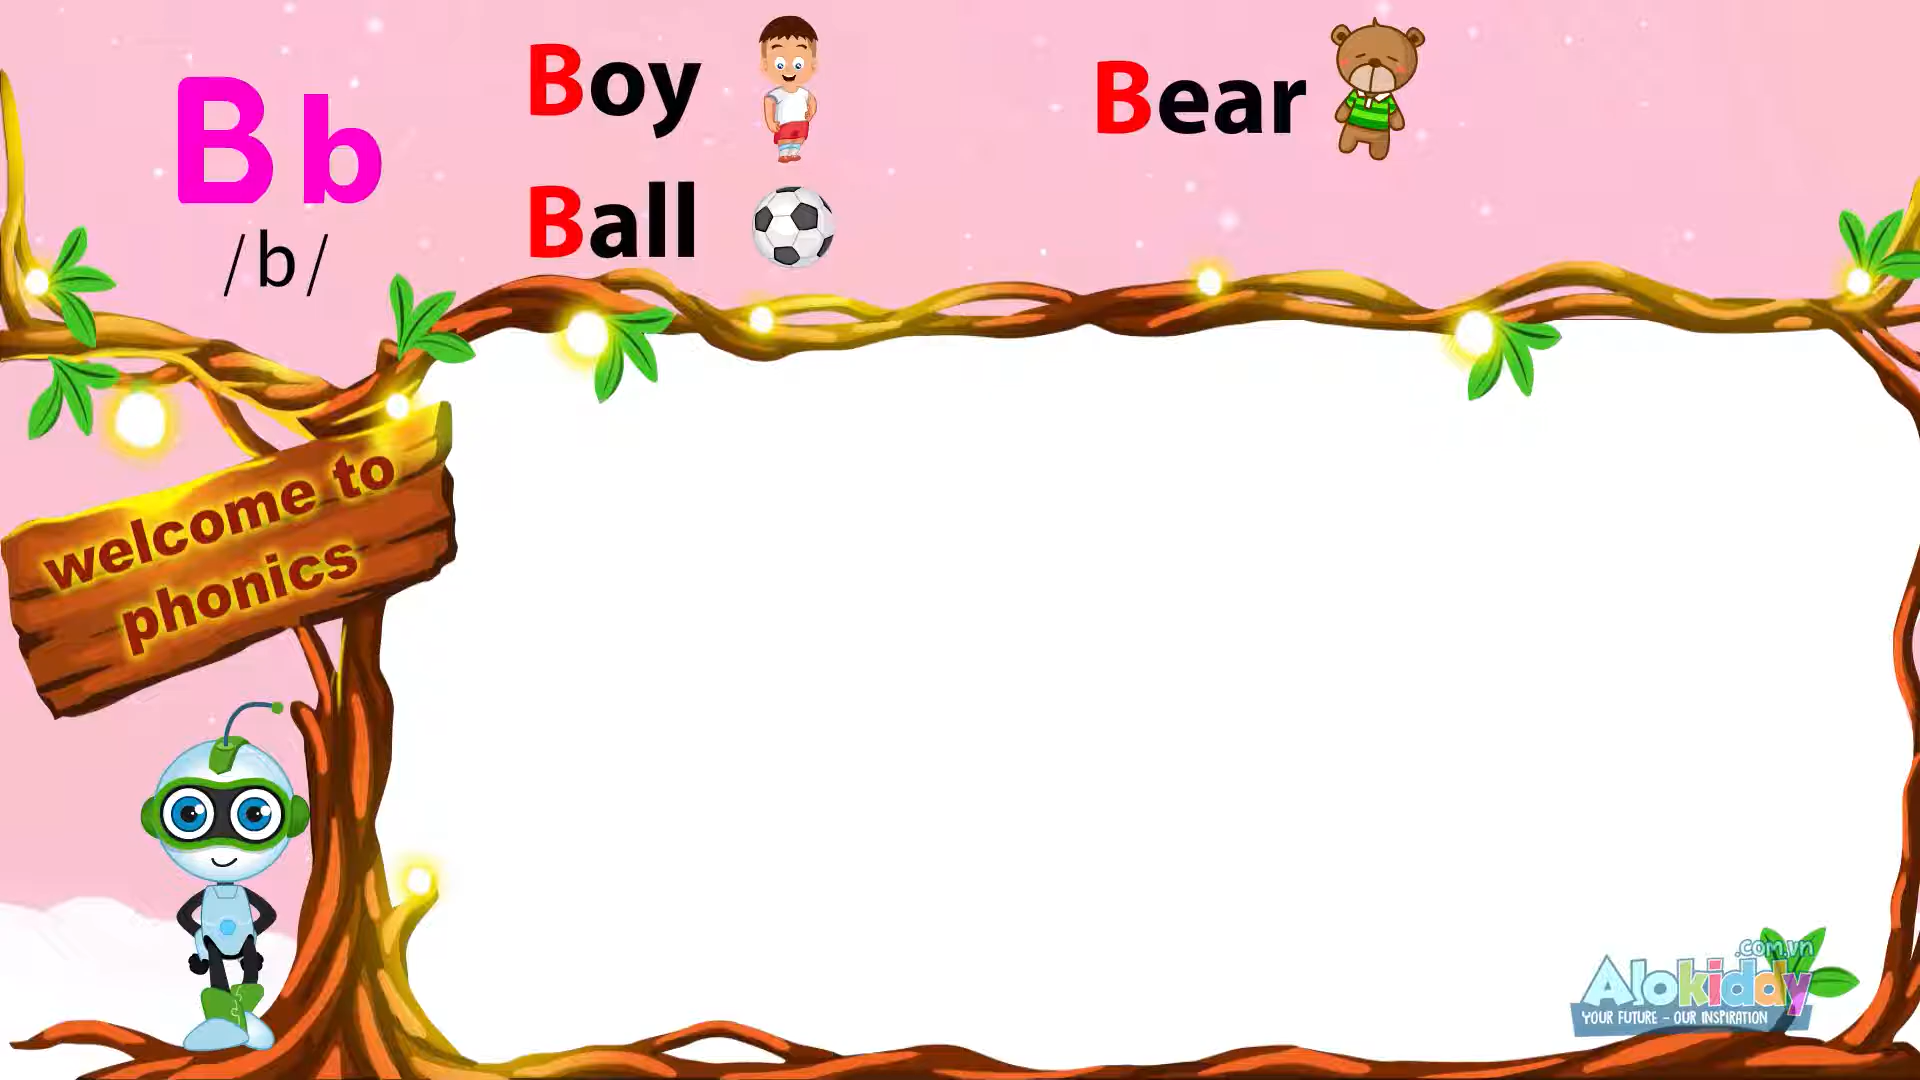 B b
/b/
Boy
Ball
Bear
welcome to
phonics
Alokiddy
.com.vn
YOUR FUTURE - OUR INSPIRATION